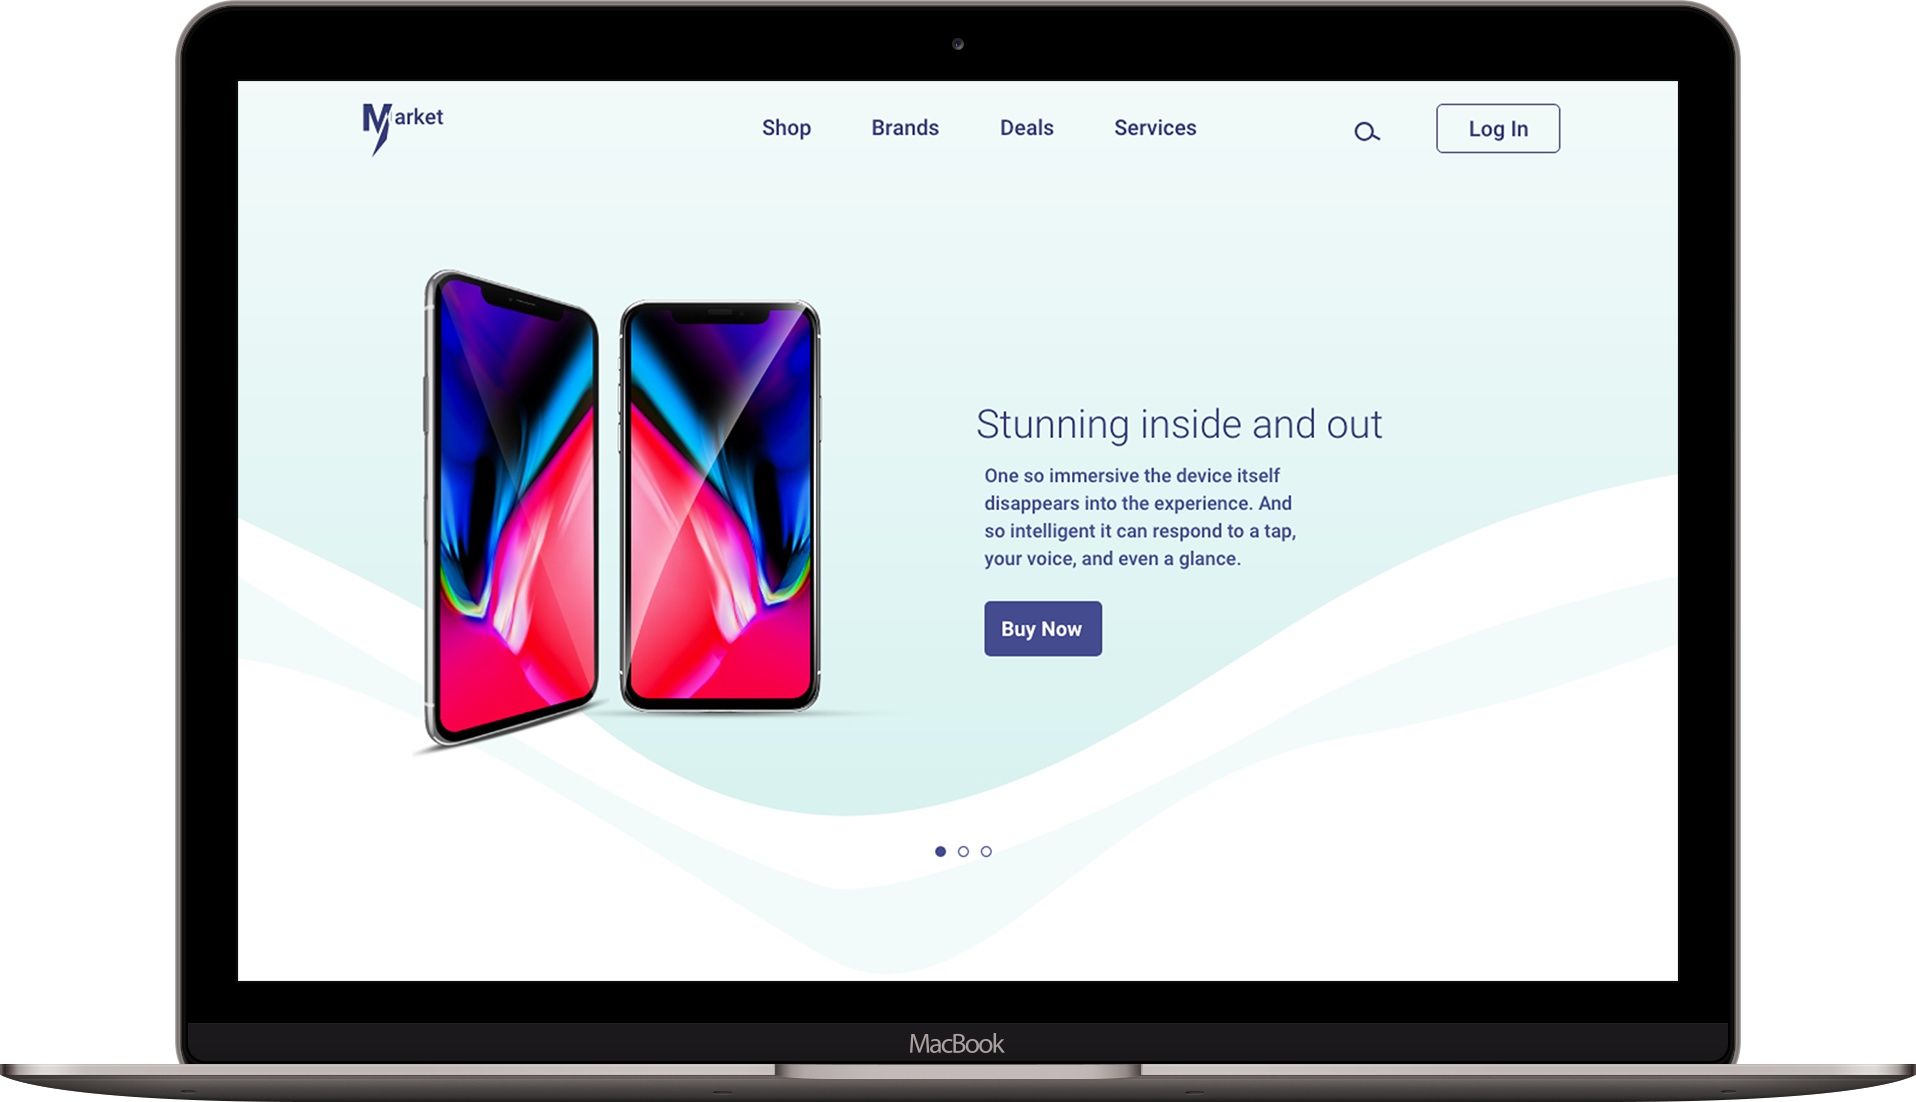 Market
Shop Brands Deals Services Log In
Stunning inside and out
One so immersive the device itself
disappears into the experience. And
so intelligent it can respond to a tap,
your voice, and even a glance.
Buy Now
MacBook